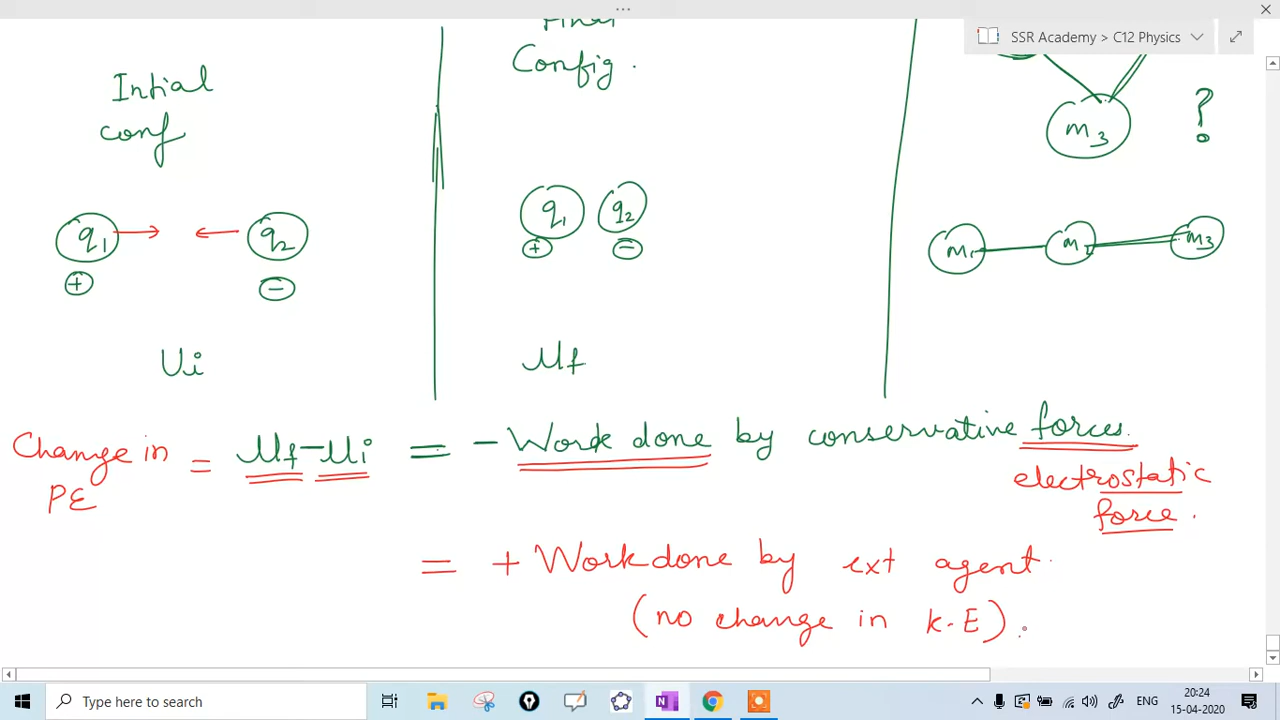 SSR Academy > C12 Physics
Intial
conf
q1
q2
+
−
Ui
Final
Config.
q1
q2
+
−
Uf
m3
?
m1
m2
m3
Change in
PE
= Uf − Ui = − Work done by conservative forces.
electrostatic
force.
= + Work done by ext agent.
(no change in k.E).
Type here to search
ENG
20:24
15-04-2020